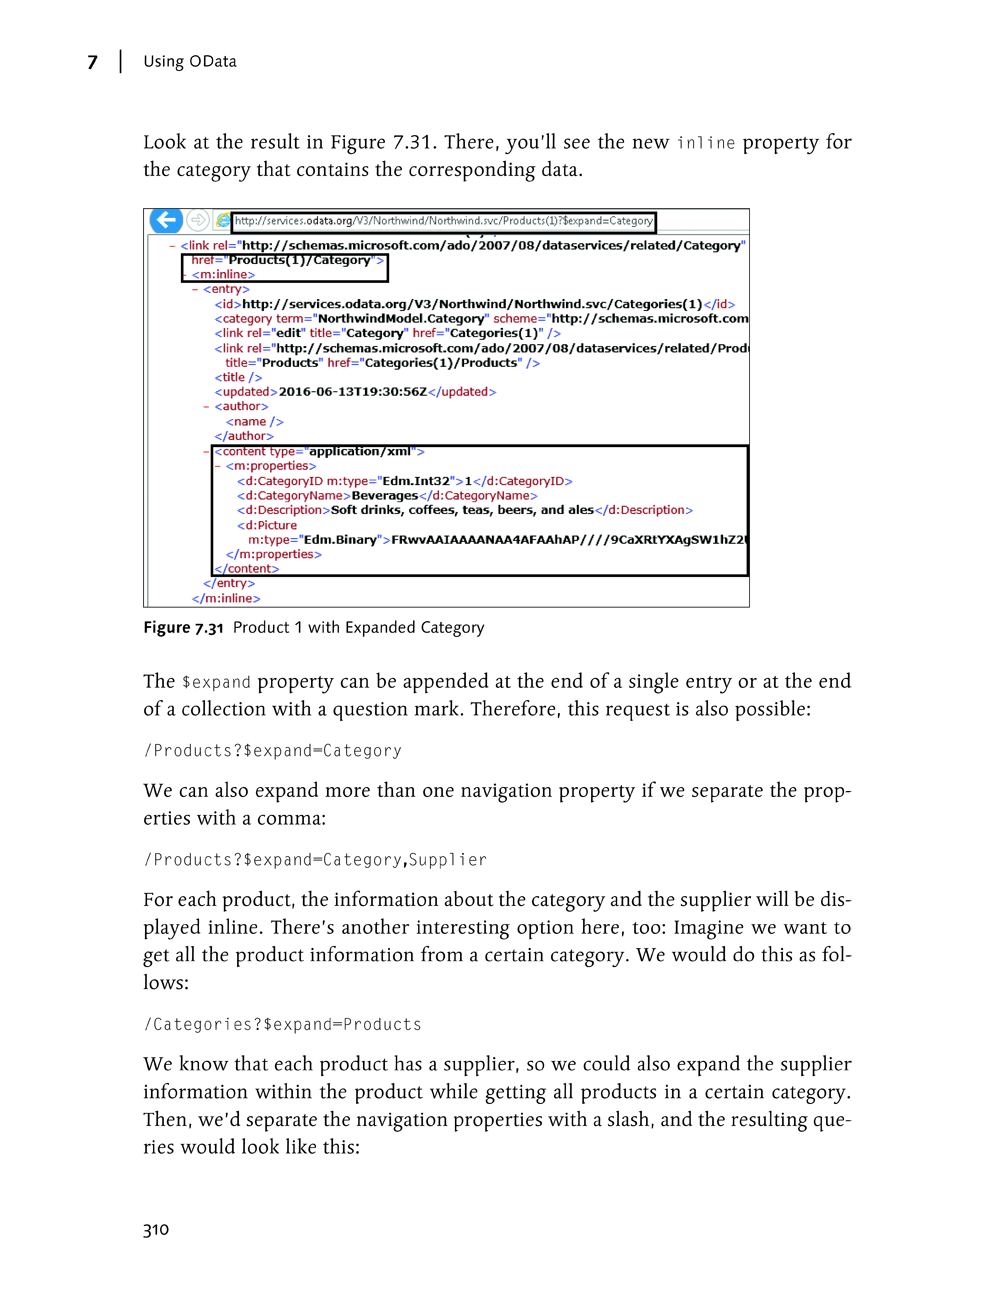 7 | Using OData
Look at the result in Figure 7.31. There, you'll see the new inline property for
the category that contains the corresponding data.
http://services.odata.org/V3/Northwind/Northwind.svc/Products(1)?$expand=Category
- <link rel="http://schemas.microsoft.com/ado/2007/08/dataservices/related/Category"
href="Products(1)/Category">
- <m:inline>
- <entry>
<id>http://services.odata.org/V3/Northwind/Northwind.svc/Categories(1)</id>
<category term="NorthwindModel.Category" scheme="http://schemas.microsoft.com
<link rel="edit" title="Category" href="Categories(1)" />
<link rel="http://schemas.microsoft.com/ado/2007/08/dataservices/related/Prod
title="Products" href="Categories(1)/Products" />
<title />
<updated>2016-06-13T19:30:56Z</updated>
- <author>
<name />
</author>
- <content type="application/xml">
- <m:properties>
<d:CategoryID m:type="Edm.Int32">1</d:CategoryID>
<d:CategoryName>Beverages</d:CategoryName>
<d:Description>Soft drinks, coffees, teas, beers, and ales</d:Description>
<d:Picture
m:type="Edm.Binary">FRwvAAIAAAANAA4AFAAhAP////9CaXRtYXAgSW1hZ2U
</m:properties>
</content>
</entry>
</m:inline>
Figure 7.31 Product 1 with Expanded Category
The $expand property can be appended at the end of a single entry or at the end
of a collection with a question mark. Therefore, this request is also possible:
/Products?$expand=Category
We can also expand more than one navigation property if we separate the prop-
erties with a comma:
/Products?$expand=Category,Supplier
For each product, the information about the category and the supplier will be dis-
played inline. There's another interesting option here, too: Imagine we want to
get all the product information from a certain category. We would do this as fol-
lows:
/Categories?$expand=Products
We know that each product has a supplier, so we could also expand the supplier
information within the product while getting all products in a certain category.
Then, we'd separate the navigation properties with a slash, and the resulting que-
ries would look like this:
310